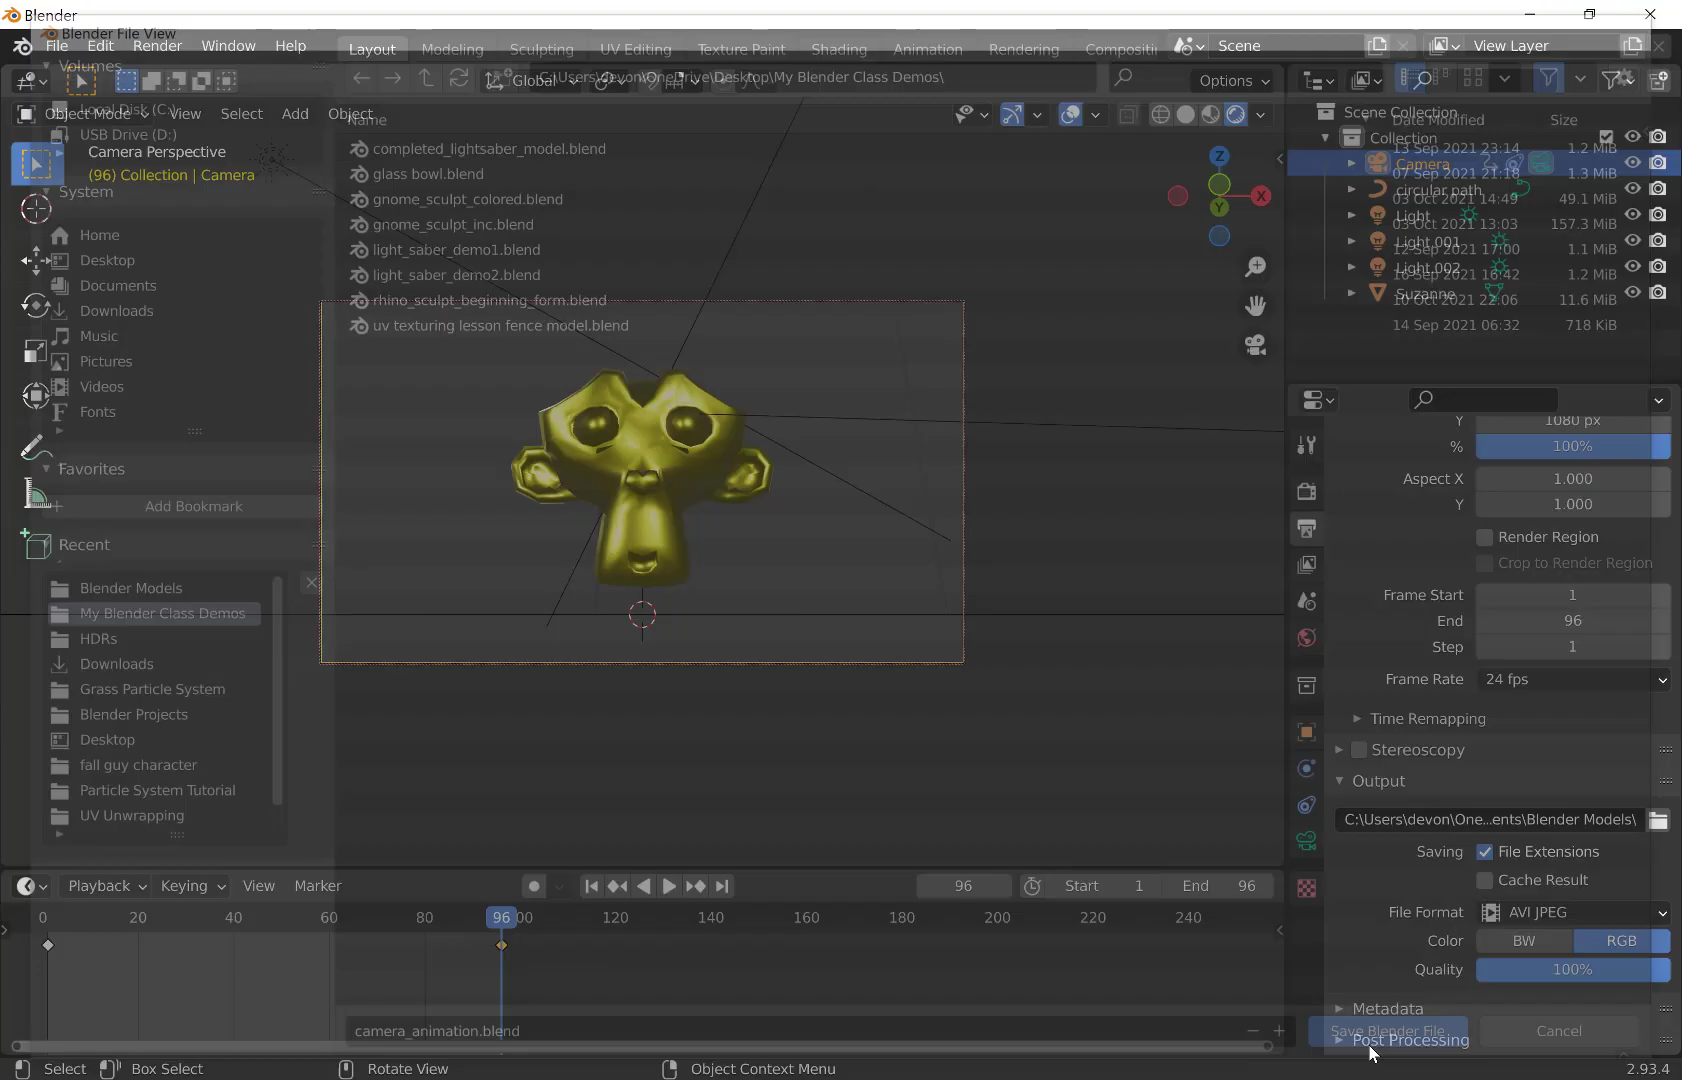 Blender
Blender File View
File Edit Render Window Help
Layout Modeling Sculpting UV Editing Texture Paint Shading Animation Rendering Compositi
Scene
View Layer
Volumes
Global
C:\Users\devon\OneDrive\Desktop\My Blender Class Demos\
Options
Local Disk (C:)
Object Mode View Select Add Object
Name
Scene Collection
Date Modified Size
USB Drive (D:)
Collection
Camera Perspective
(96) Collection | Camera
System
completed_lightsaber_model.blend 13 Sep 2021 23:14 1.2 MiB
Camera
glass bowl.blend 07 Sep 2021 21:18 1.3 MiB
circular path
gnome_sculpt_colored.blend 03 Oct 2021 14:49 49.1 MiB
Light
gnome_sculpt_inc.blend 03 Oct 2021 13:03 157.3 MiB
Light.001
light_saber_demo1.blend 12 Sep 2021 17:00 1.1 MiB
Light.002
light_saber_demo2.blend 16 Sep 2021 16:42 1.2 MiB
Suzanne
rhino_sculpt_beginning_form.blend 10 Oct 2021 22:06 11.6 MiB
uv texturing lesson fence model.blend 14 Sep 2021 06:32 718 KiB
Z
X
Y
Home
Desktop
Documents
Downloads
Music
Pictures
Videos
Fonts
Favorites
Add Bookmark
Recent
Blender Models
My Blender Class Demos
HDRs
Downloads
Grass Particle System
Blender Projects
Desktop
fall guy character
Particle System Tutorial
UV Unwrapping
Y 1080 px
% 100%
Aspect X 1.000
Y 1.000
Render Region
Crop to Render Region
Frame Start 1
End 96
Step 1
Frame Rate 24 fps
Time Remapping
Stereoscopy
Output
C:\Users\devon\One...ents\Blender Models\
Saving File Extensions
Cache Result
File Format AVI JPEG
Color BW RGB
Quality 100%
Metadata
Post Processing
Playback Keying View Marker
96 Start 1 End 96
0 20 40 60 80 96 00 120 140 160 180 200 220 240
camera_animation.blend
Save Blender File Cancel
Select Box Select Rotate View Object Context Menu 2.93.4